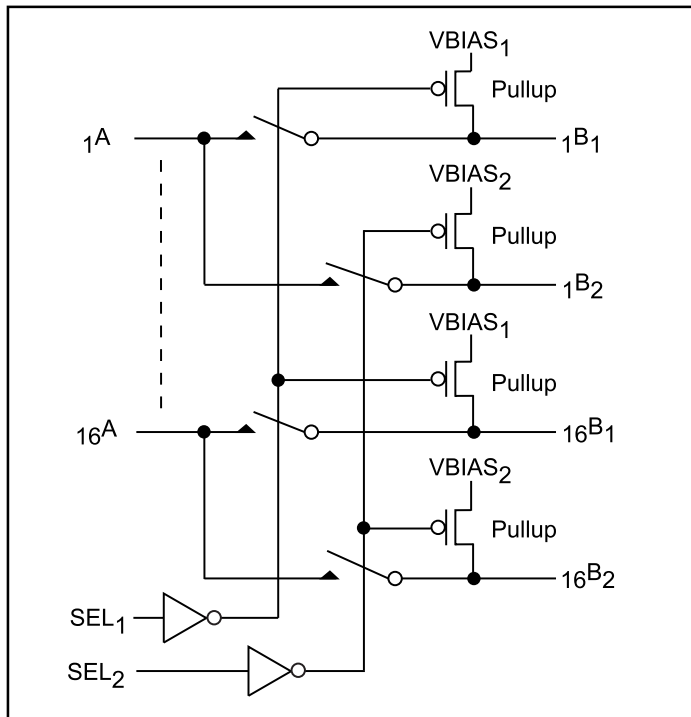 VBIAS1
Pullup
1A
1B1
VBIAS2
Pullup
1B2
VBIAS1
Pullup
16A
16B1
VBIAS2
Pullup
16B2
SEL1
SEL2